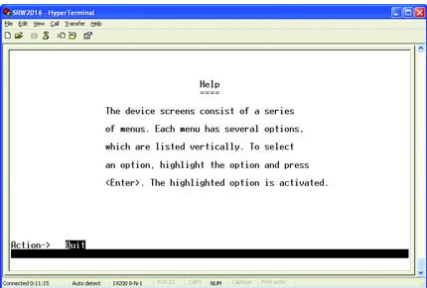 SRW2016 - HyperTerminal
File Edit View Call Transfer Help
Help
====
The device screens consist of a series
of menus. Each menu has several options,
which are listed vertically. To select
an option, highlight the option and press
<Enter>. The highlighted option is activated.
Action-> Quit
Connected 0:11:15 Auto detect 19200 8-N-1 SCROLL CAPS NUM Capture Print echo